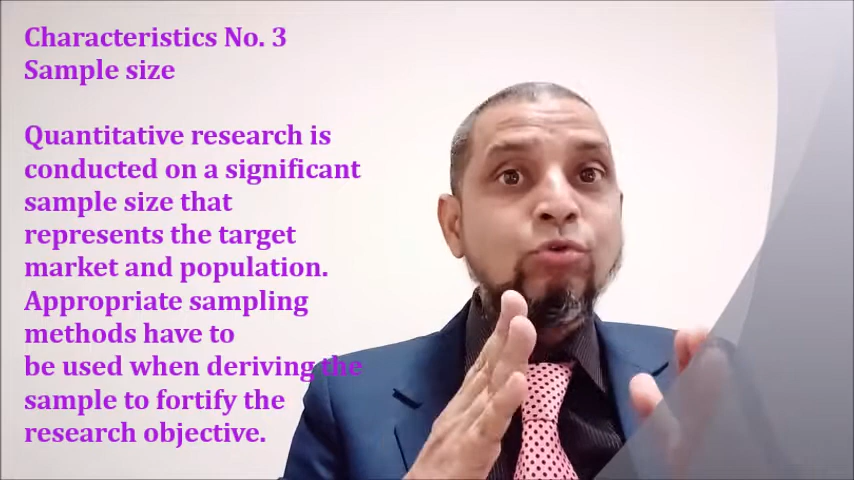 Characteristics No. 3
Sample size
Quantitative research is
conducted on a significant
sample size that
represents the target
market and population.
Appropriate sampling
methods have to
be used when deriving the
sample to fortify the
research objective.